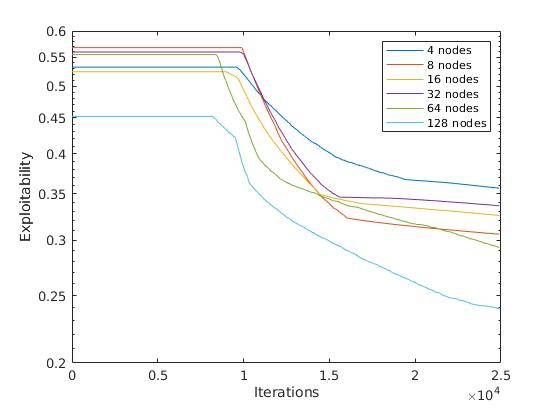 0.6
0.55
0.5
0.45
0.4
0.35
0.3
0.25
0.2
Exploitability
4 nodes
8 nodes
16 nodes
32 nodes
64 nodes
128 nodes
0 0.5 1 1.5 2 2.5
Iterations
×10⁴